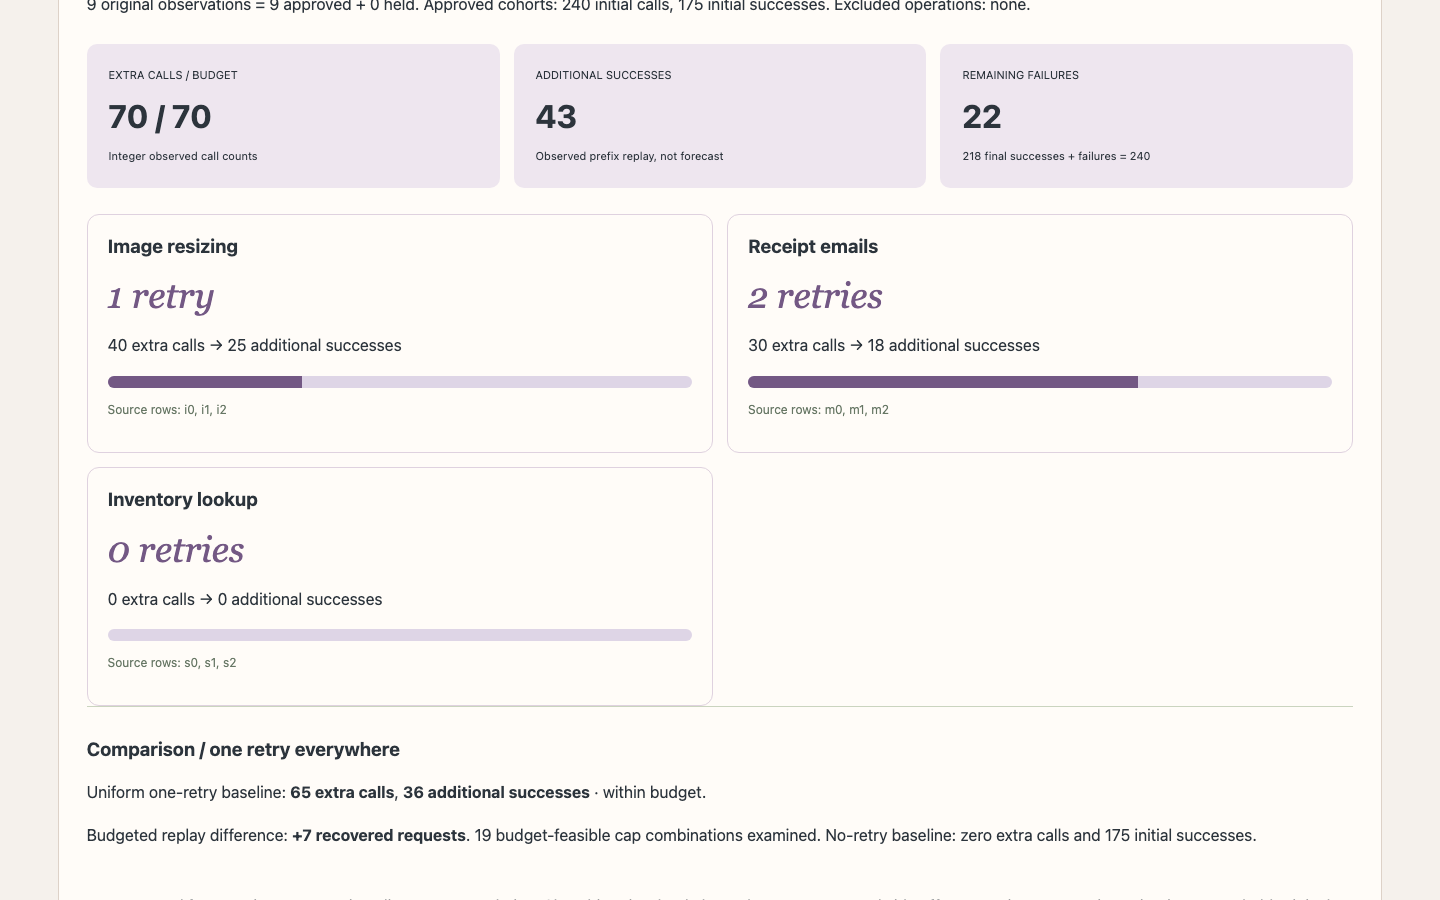 9 original observations = 9 approved + 0 held. Approved cohorts: 240 initial calls, 175 initial successes. Excluded operations: none.
EXTRA CALLS / BUDGET
70 / 70
Integer observed call counts
ADDITIONAL SUCCESSES
43
Observed prefix replay, not forecast
REMAINING FAILURES
22
218 final successes + failures = 240
Image resizing
1 retry
40 extra calls → 25 additional successes
Source rows: i0, i1, i2
Receipt emails
2 retries
30 extra calls → 18 additional successes
Source rows: m0, m1, m2
Inventory lookup
0 retries
0 extra calls → 0 additional successes
Source rows: s0, s1, s2
Comparison / one retry everywhere
Uniform one-retry baseline: 65 extra calls, 36 additional successes · within budget.
Budgeted replay difference: +7 recovered requests. 19 budget-feasible cap combinations examined. No-retry baseline: zero extra calls and 175 initial successes.